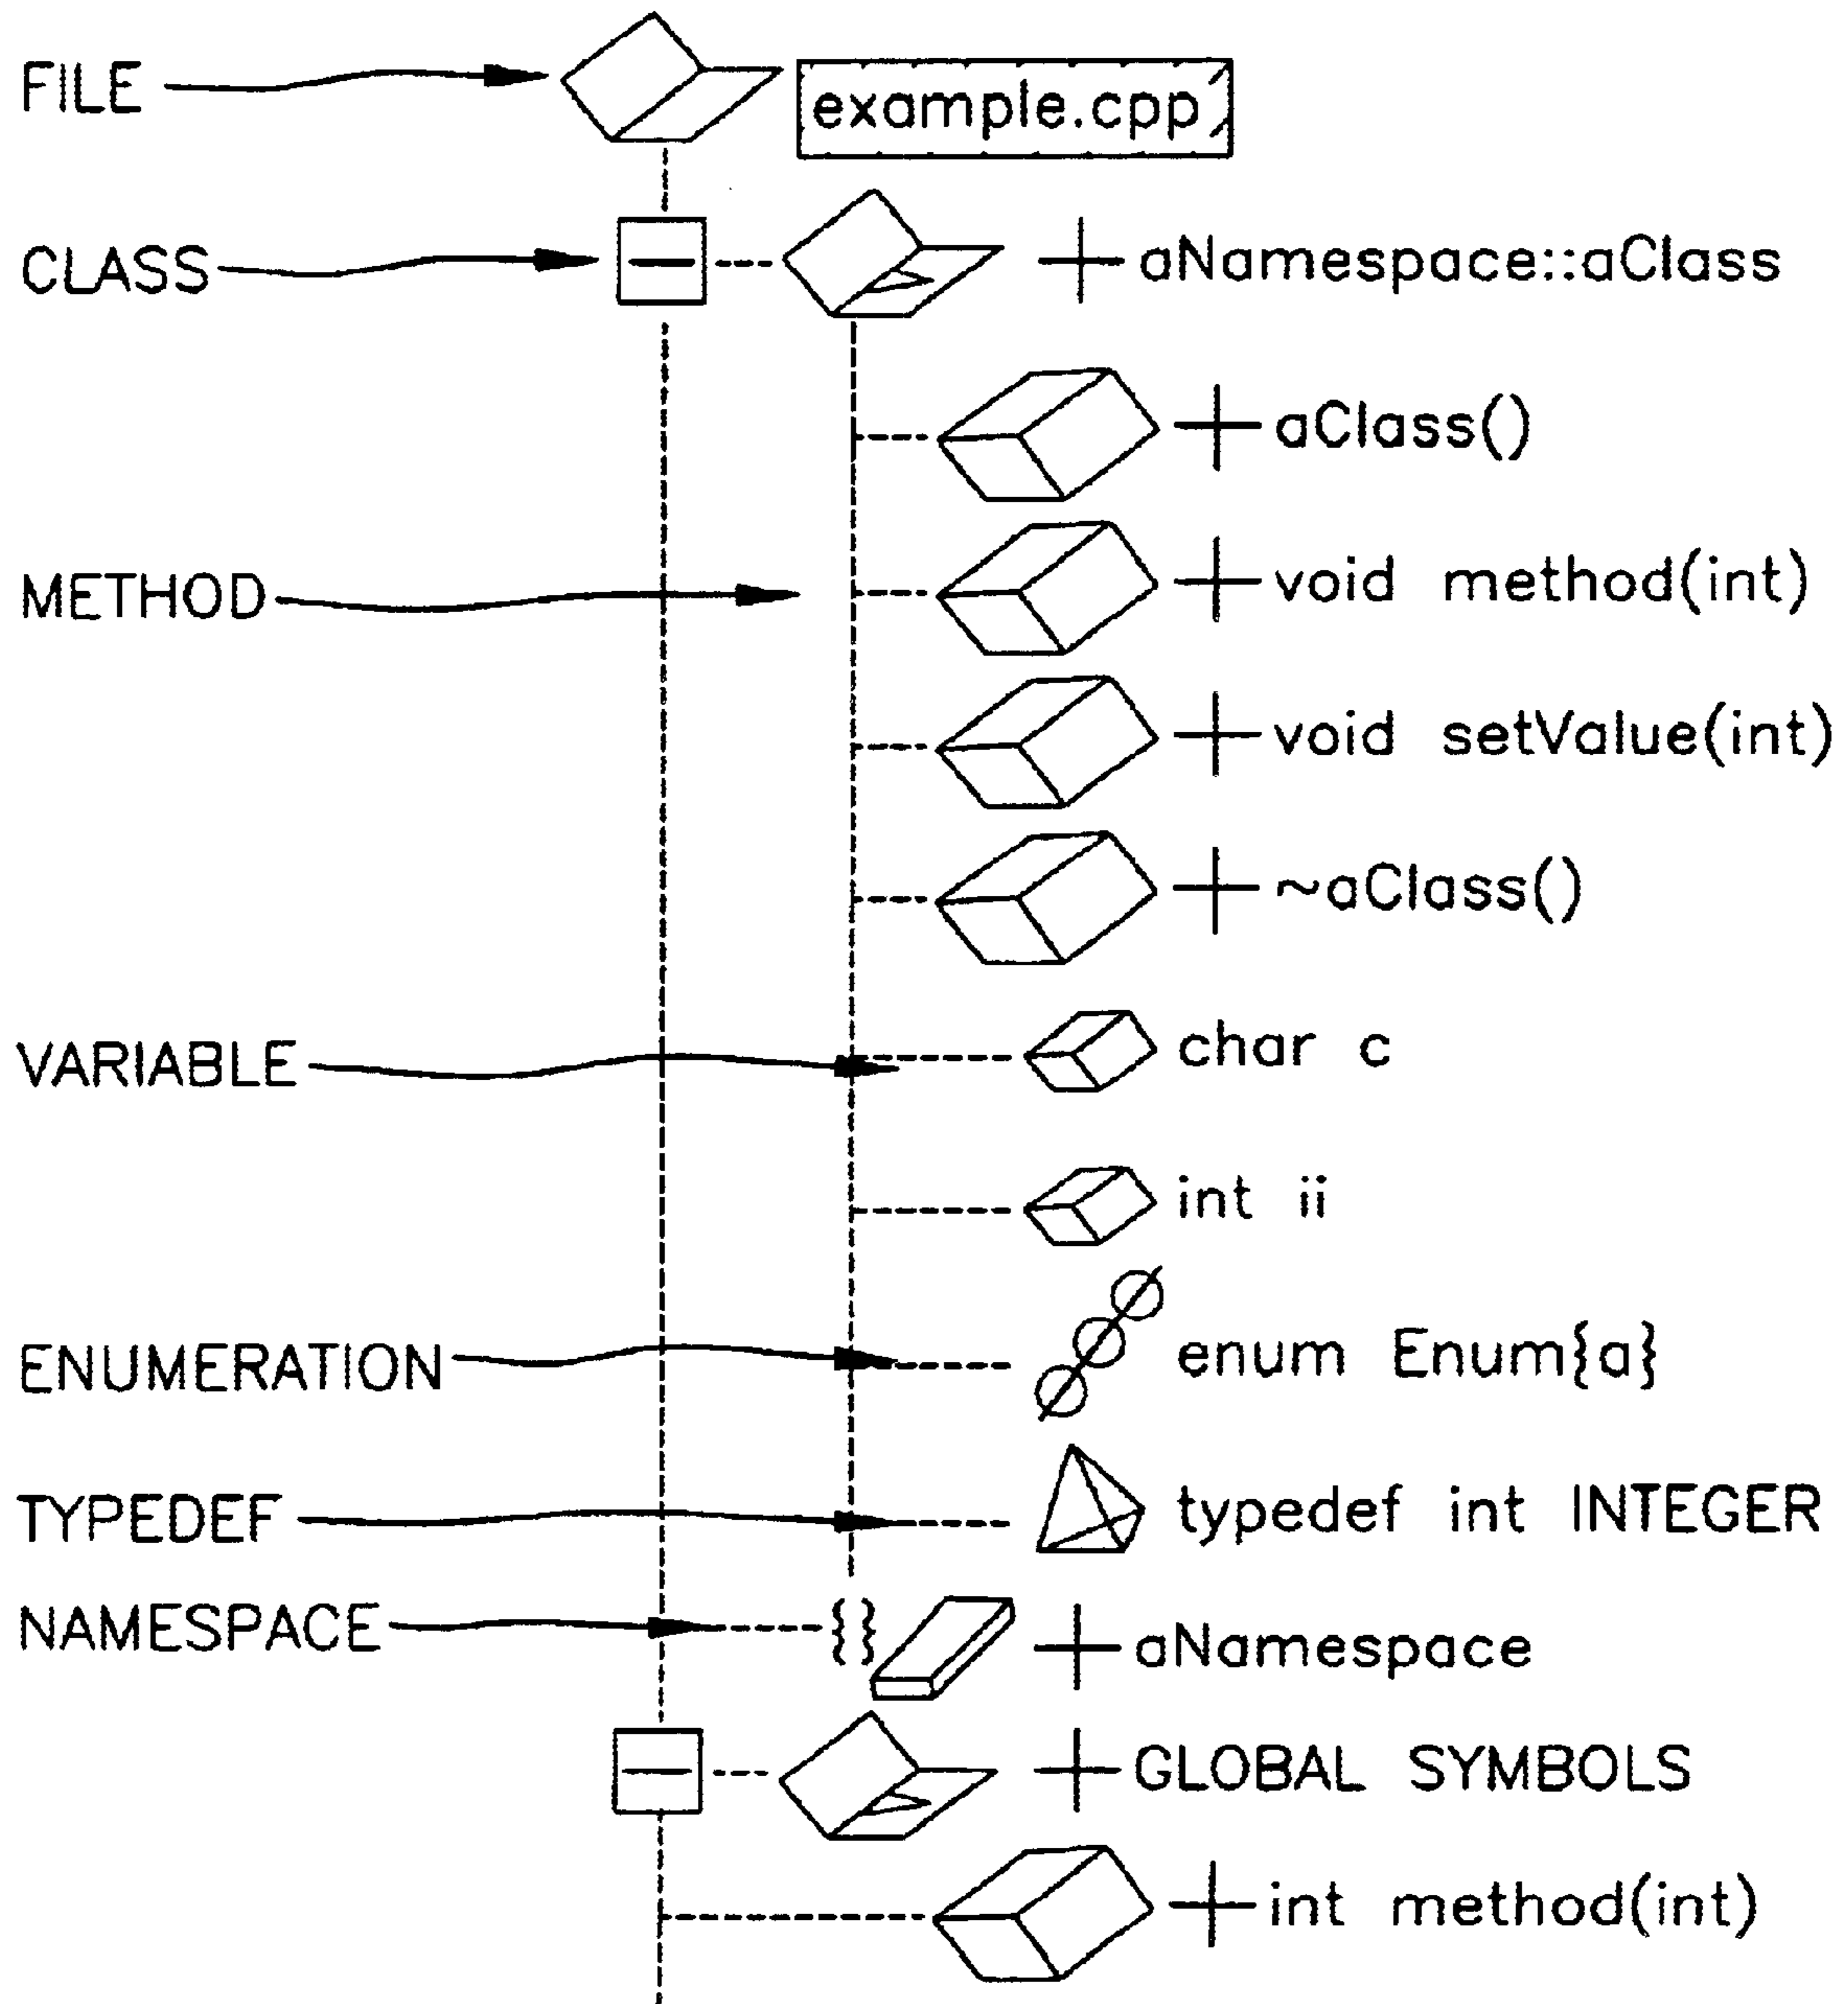 FILE example.cpp
CLASS aNamespace::aClass
aClass()
METHOD void method(int)
void setValue(int)
~aClass()
VARIABLE char c
int ii
ENUMERATION enum Enum{a}
TYPEDEF typedef int INTEGER
NAMESPACE {} aNamespace
GLOBAL SYMBOLS
int method(int)